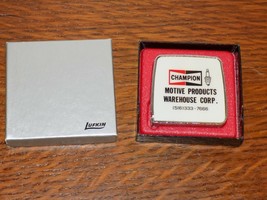 LUFKIN
CHAMPION
MOTIVE PRODUCTS
WAREHOUSE CORP.